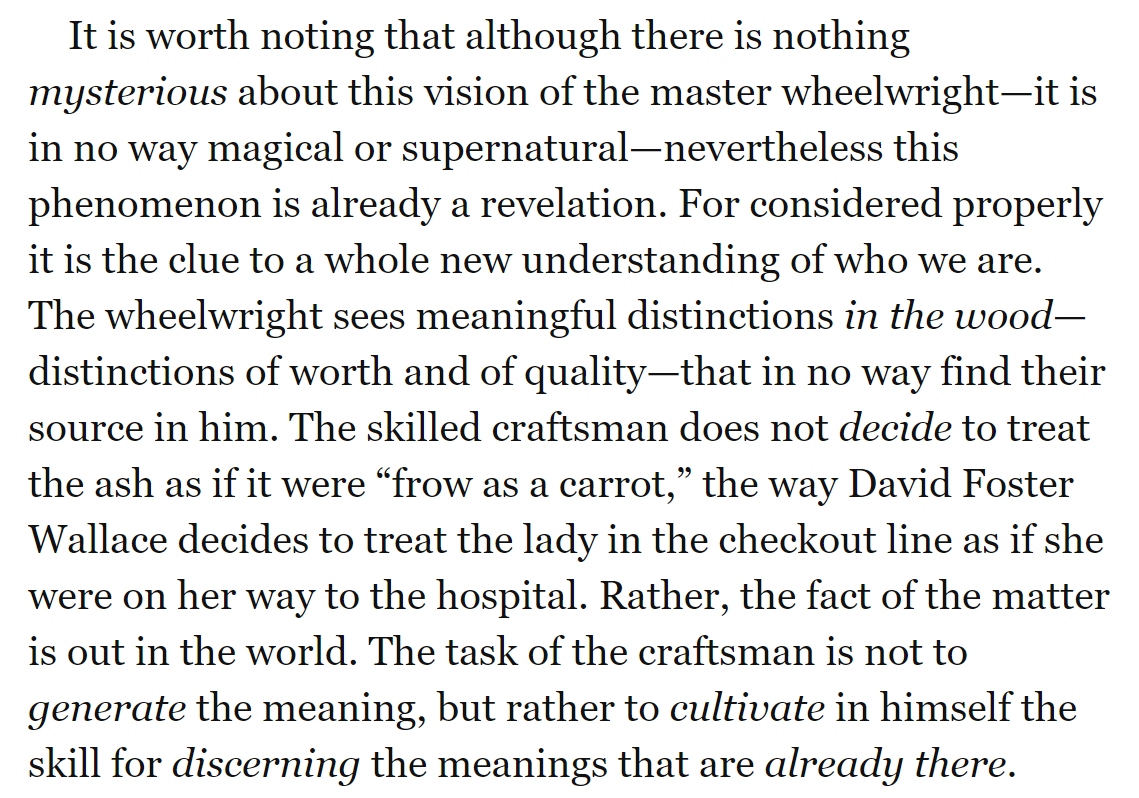 It is worth noting that although there is nothing
mysterious about this vision of the master wheelwright—it is
in no way magical or supernatural—nevertheless this
phenomenon is already a revelation. For considered properly
it is the clue to a whole new understanding of who we are.
The wheelwright sees meaningful distinctions in the wood—
distinctions of worth and of quality—that in no way find their
source in him. The skilled craftsman does not decide to treat
the ash as if it were “frow as a carrot,” the way David Foster
Wallace decides to treat the lady in the checkout line as if she
were on her way to the hospital. Rather, the fact of the matter
is out in the world. The task of the craftsman is not to
generate the meaning, but rather to cultivate in himself the
skill for discerning the meanings that are already there.